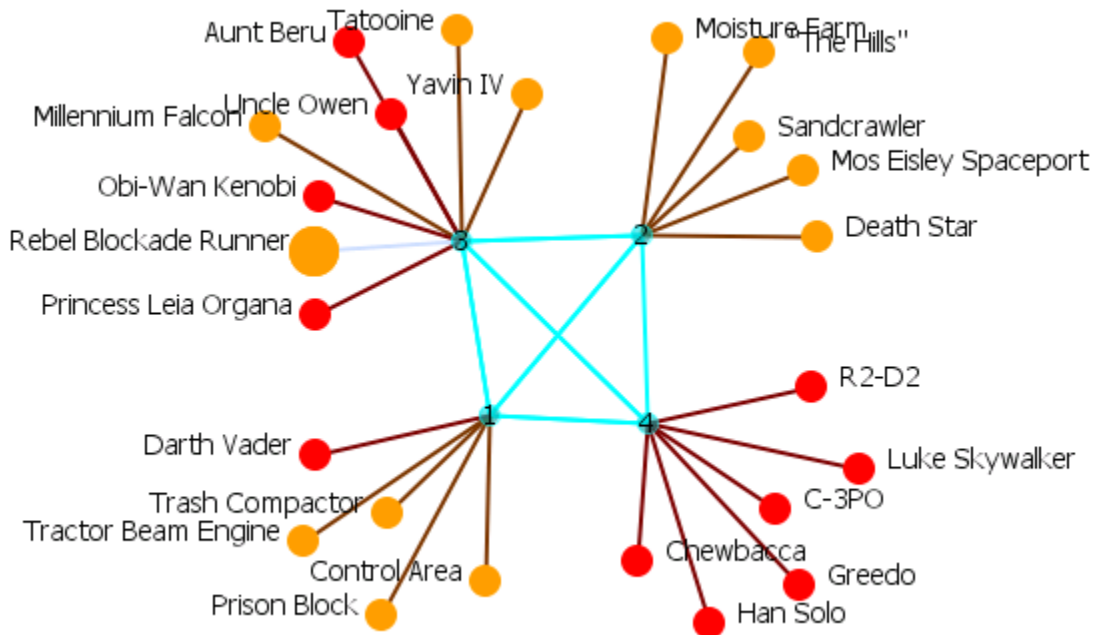 Tatooine
Aunt Beru
Moisture Farm
"The Hills"
Yavin IV
Uncle Owen
Millennium Falcon
Sandcrawler
Mos Eisley Spaceport
Obi-Wan Kenobi
Rebel Blockade Runner
3
2
Death Star
Princess Leia Organa
R2-D2
1
4
Darth Vader
Luke Skywalker
Trash Compactor
C-3PO
Tractor Beam Engine
Chewbacca
Control Area
Greedo
Prison Block
Han Solo